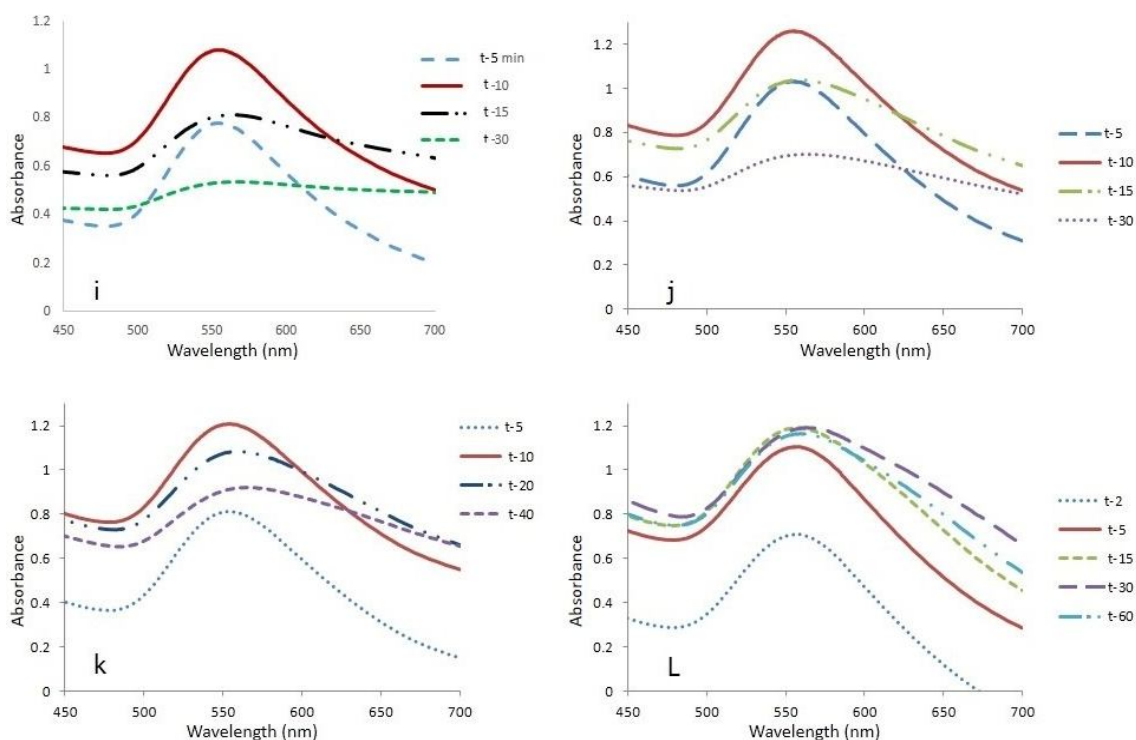 1.2
1
0.8
0.6
0.4
0.2
0
Absorbance
450 500 550 600 650 700
Wavelength (nm)
t-5 min
t-10
t-15
t-30
i
1.2
1
0.8
0.6
0.4
0.2
0
Absorbance
450 500 550 600 650 700
Wavelength (nm)
t-5
t-10
t-15
t-30
j
1.2
1
0.8
0.6
0.4
0.2
0
Absorbance
450 500 550 600 650 700
Wavelength (nm)
t-5
t-10
t-20
t-40
k
1.2
1
0.8
0.6
0.4
0.2
0
Absorbance
450 500 550 600 650 700
Wavelength (nm)
t-2
t-5
t-15
t-30
t-60
L